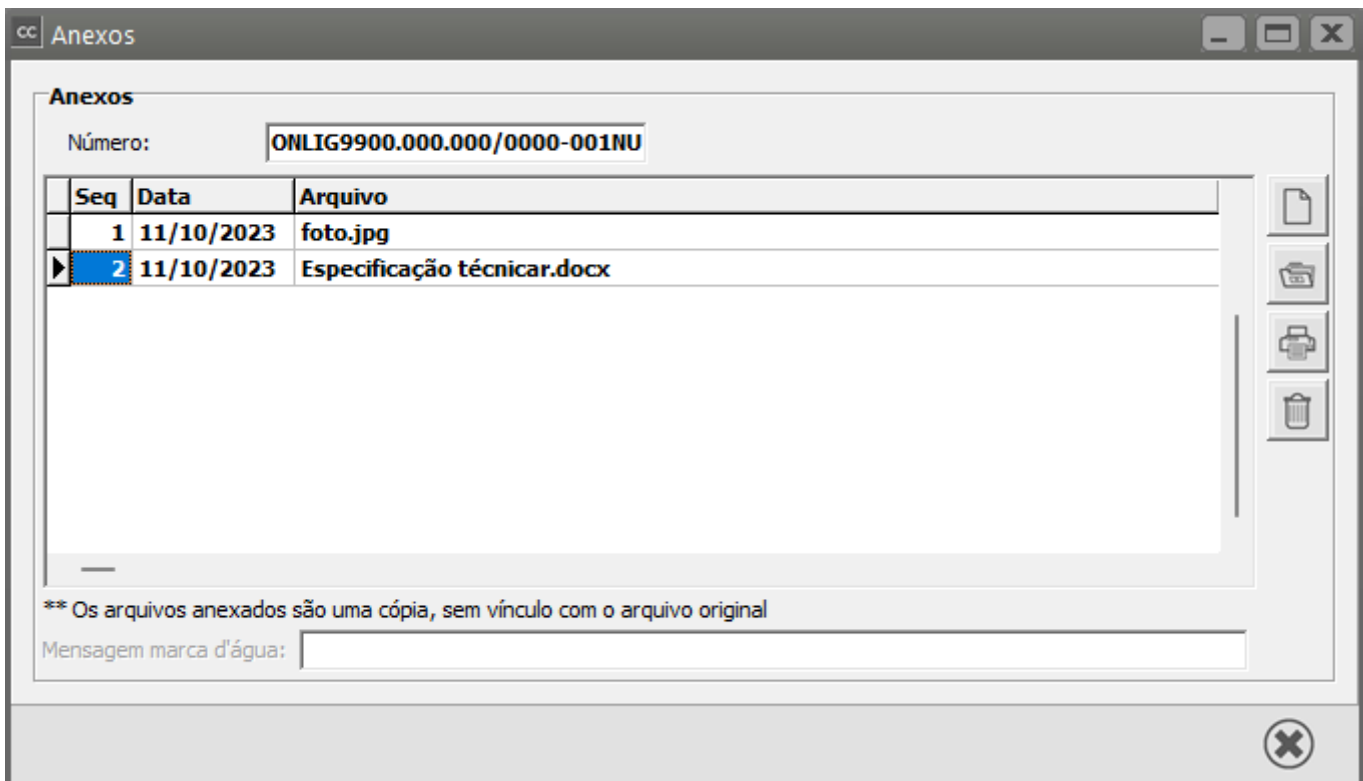 CC Anexos
Anexos
Número: ONLIG9900.000.000/0000-001NU
Seq Data Arquivo
1 11/10/2023 foto.jpg
2 11/10/2023 Especificação técnicar.docx
** Os arquivos anexados são uma cópia, sem vínculo com o arquivo original
Mensagem marca d'água: